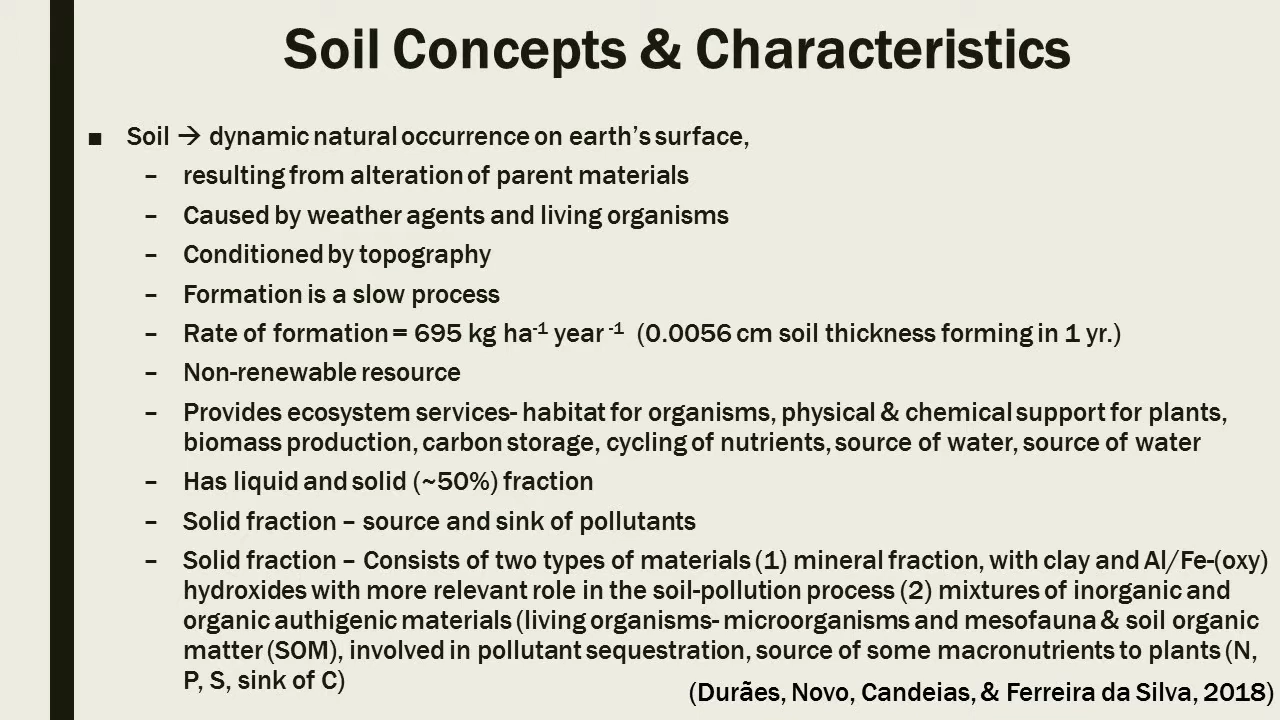 Soil Concepts & Characteristics
■ Soil → dynamic natural occurrence on earth's surface,
– resulting from alteration of parent materials
– Caused by weather agents and living organisms
– Conditioned by topography
– Formation is a slow process
– Rate of formation = 695 kg ha⁻¹ year ⁻¹ (0.0056 cm soil thickness forming in 1 yr.)
– Non-renewable resource
– Provides ecosystem services- habitat for organisms, physical & chemical support for plants,
biomass production, carbon storage, cycling of nutrients, source of water, source of water
– Has liquid and solid (~50%) fraction
– Solid fraction – source and sink of pollutants
– Solid fraction – Consists of two types of materials (1) mineral fraction, with clay and Al/Fe-(oxy)
hydroxides with more relevant role in the soil-pollution process (2) mixtures of inorganic and
organic authigenic materials (living organisms- microorganisms and mesofauna & soil organic
matter (SOM), involved in pollutant sequestration, source of some macronutrients to plants (N,
P, S, sink of C)
(Durães, Novo, Candeias, & Ferreira da Silva, 2018)